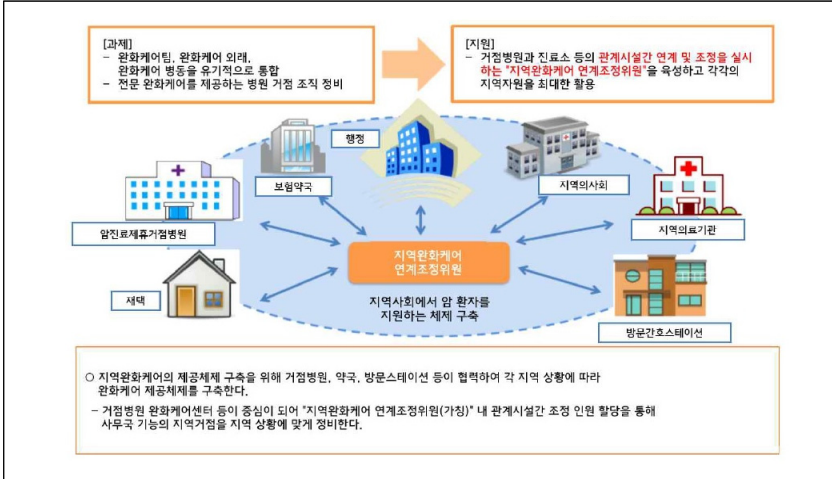 [과제]
– 완화케어팀, 완화케어 외래,
완화케어 병동을 유기적으로 통합
– 전문 완화케어를 제공하는 병원 거점 조직 정비
[지원]
– 거점병원과 진료소 등의 관계시설간 연계 및 조정을 실시
하는 "지역완화케어 연계조정위원"을 육성하고 각각의
지역자원을 최대한 활용
행정
보험약국
지역의사회
암진료제휴거점병원
지역의료기관
지역완화케어
연계조정위원
재택
지역사회에서 암 환자를
지원하는 체제 구축
방문간호스테이션
○ 지역완화케어의 제공체제 구축을 위해 거점병원, 약국, 방문스테이션 등이 협력하여 각 지역 상황에 따라
완화케어 제공체제를 구축한다.
– 거점병원 완화케어센터 등이 중심이 되어 "지역완화케어 연계조정위원(가칭)" 내 관계시설간 조정 인원 할당을 통해
사무국 기능의 지역거점을 지역 상황에 맞게 정비한다.